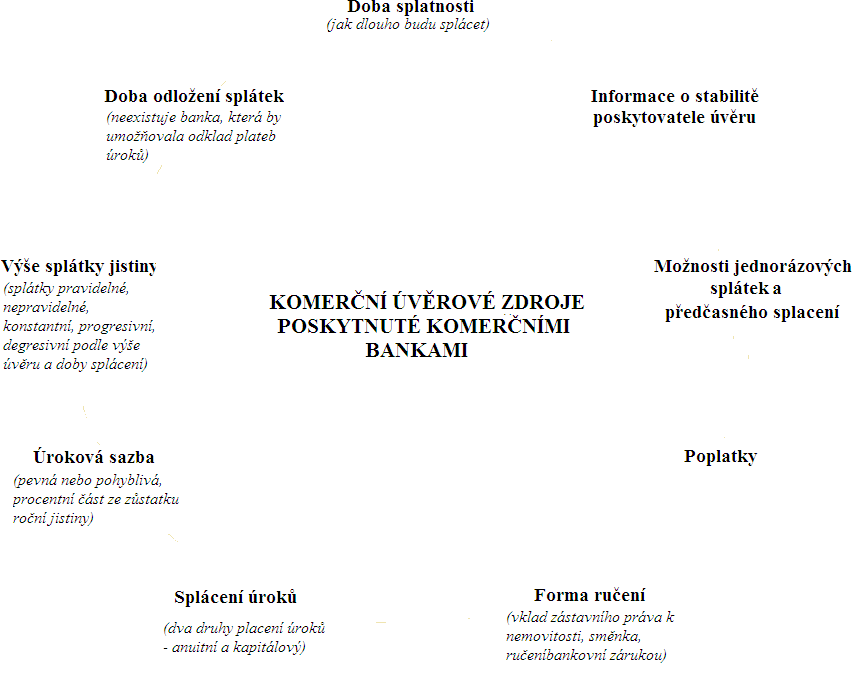 Doba splatnosti
(jak dlouho budu splácet)
Doba odložení splátek
(neexistuje banka, která by
umožňovala odklad plateb
úroků)
Informace o stabilitě
poskytovatele úvěru
Výše splátky jistiny
(splátky pravidelné,
nepravidelné,
konstantní, progresivní,
degresivní podle výše
úvěru a doby splácení)
KOMERČNÍ ÚVĚROVÉ ZDROJE
POSKYTNUTÉ KOMERČNÍMI
BANKAMI
Možnosti jednorázových
splátek a
předčasného splacení
Úroková sazba
(pevná nebo pohyblivá,
procentní část ze zůstatku
roční jistiny)
Poplatky
Splácení úroků
(dva druhy placení úroků
- anuitní a kapitálový)
Forma ručení
(vklad zástavního práva k
nemovitosti, směnka,
ručeníbankovní zárukou)